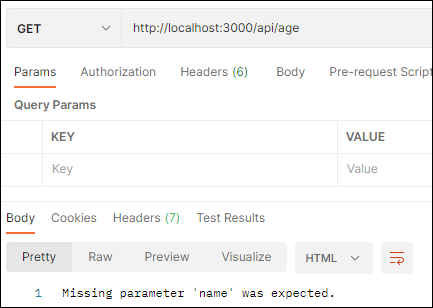 GET http://localhost:3000/api/age
Params Authorization Headers (6) Body Pre-request Script
Query Params
KEY VALUE
Key Value
Body Cookies Headers (7) Test Results
Pretty Raw Preview Visualize HTML
1 Missing parameter 'name' was expected.